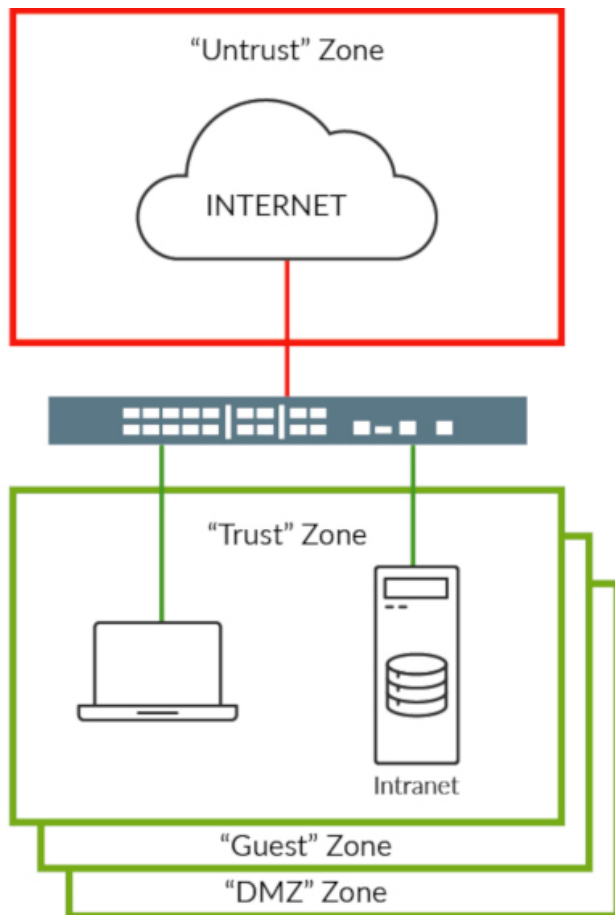 “Untrust” Zone
INTERNET
“Trust” Zone
Intranet
“Guest” Zone
“DMZ” Zone